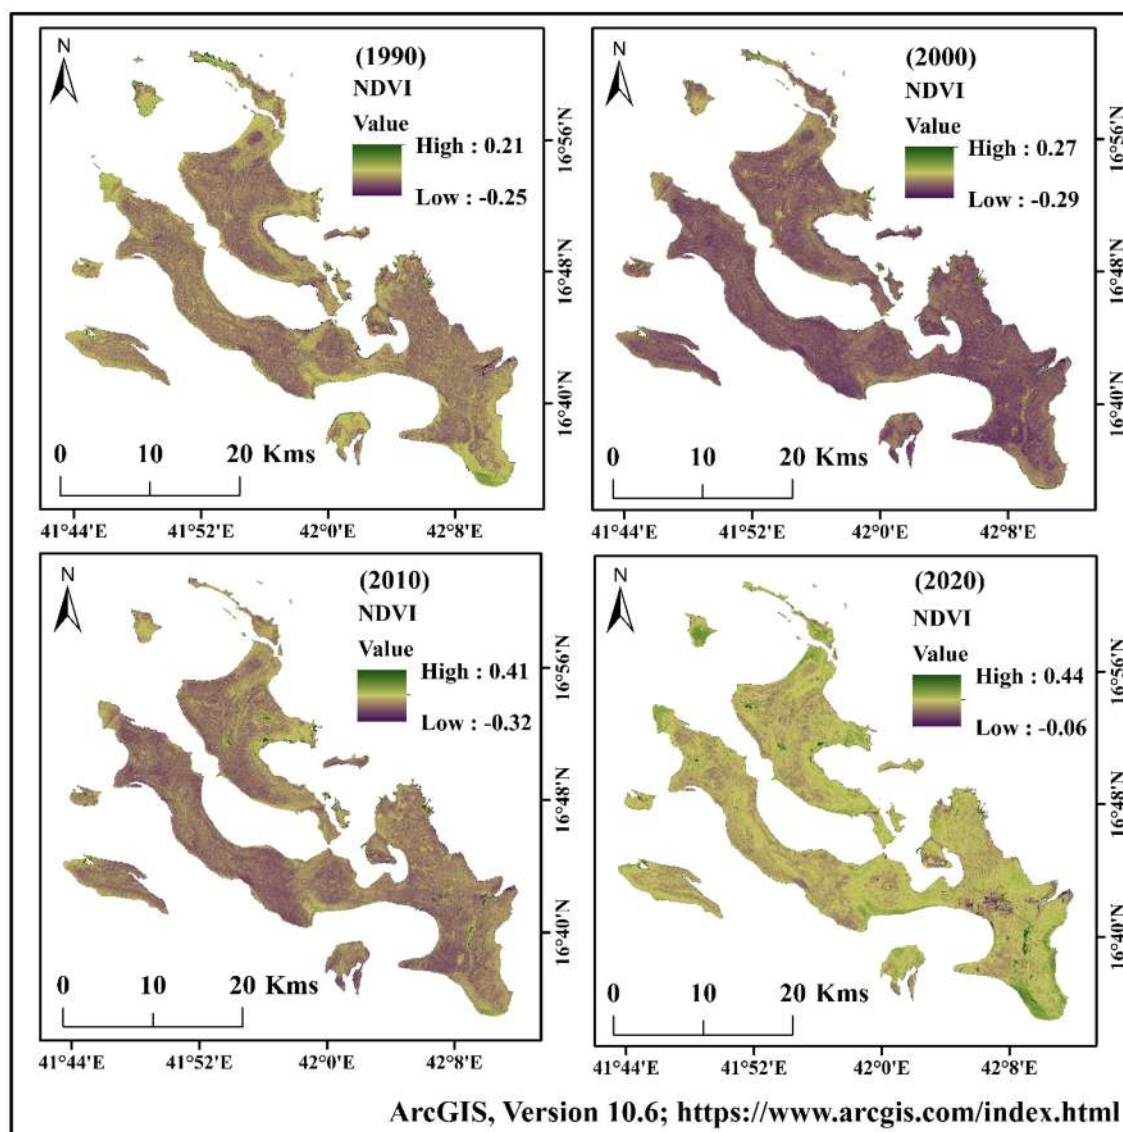 N
(1990)
NDVI
Value
High : 0.21
Low : -0.25
16°56'N
16°48'N
16°40'N
0 10 20 Kms
41°44'E 41°52'E 42°0'E 42°8'E
N
(2000)
NDVI
Value
High : 0.27
Low : -0.29
16°56'N
16°48'N
16°40'N
0 10 20 Kms
41°44'E 41°52'E 42°0'E 42°8'E
N
(2010)
NDVI
Value
High : 0.41
Low : -0.32
16°56'N
16°48'N
16°40'N
0 10 20 Kms
41°44'E 41°52'E 42°0'E 42°8'E
N
(2020)
NDVI
Value
High : 0.44
Low : -0.06
16°56'N
16°48'N
16°40'N
0 10 20 Kms
41°44'E 41°52'E 42°0'E 42°8'E
ArcGIS, Version 10.6; https://www.arcgis.com/index.html